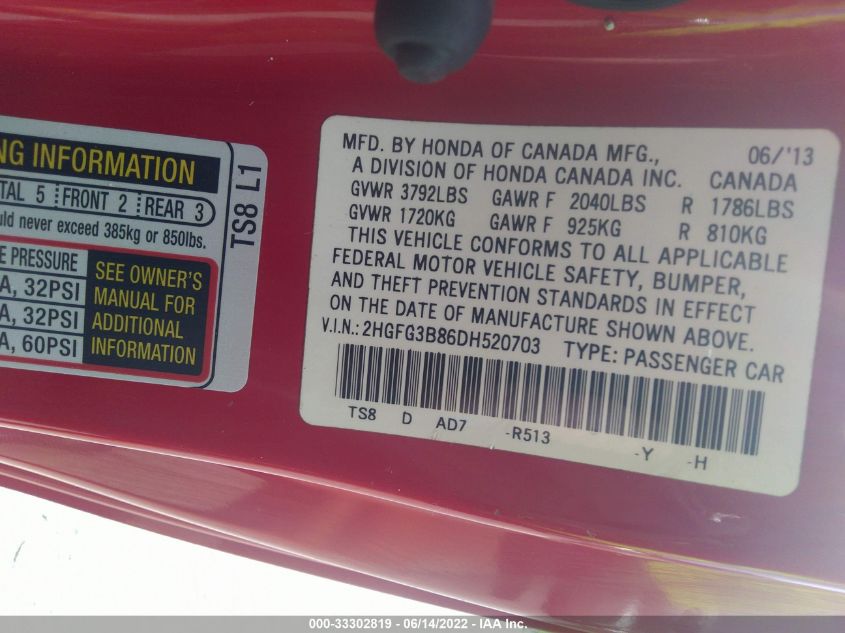 NG INFORMATION
TAL 5 FRONT 2 REAR 3
uld never exceed 385kg or 850lbs.
E PRESSURE
A, 32PSI
A, 32PSI
A, 60PSI
SEE OWNER'S
MANUAL FOR
ADDITIONAL
INFORMATION
TS8 L1
MFD. BY HONDA OF CANADA MFG., 06/'13
A DIVISION OF HONDA CANADA INC. CANADA
GVWR 3792LBS GAWR F 2040LBS R 1786LBS
GVWR 1720KG GAWR F 925KG R 810KG
THIS VEHICLE CONFORMS TO ALL APPLICABLE
FEDERAL MOTOR VEHICLE SAFETY, BUMPER,
AND THEFT PREVENTION STANDARDS IN EFFECT
ON THE DATE OF MANUFACTURE SHOWN ABOVE.
V.I.N.: 2HGFG3B86DH520703 TYPE: PASSENGER CAR
TS8 D AD7 -R513 -Y -H
000-33302819 - 06/14/2022 - IAA Inc.